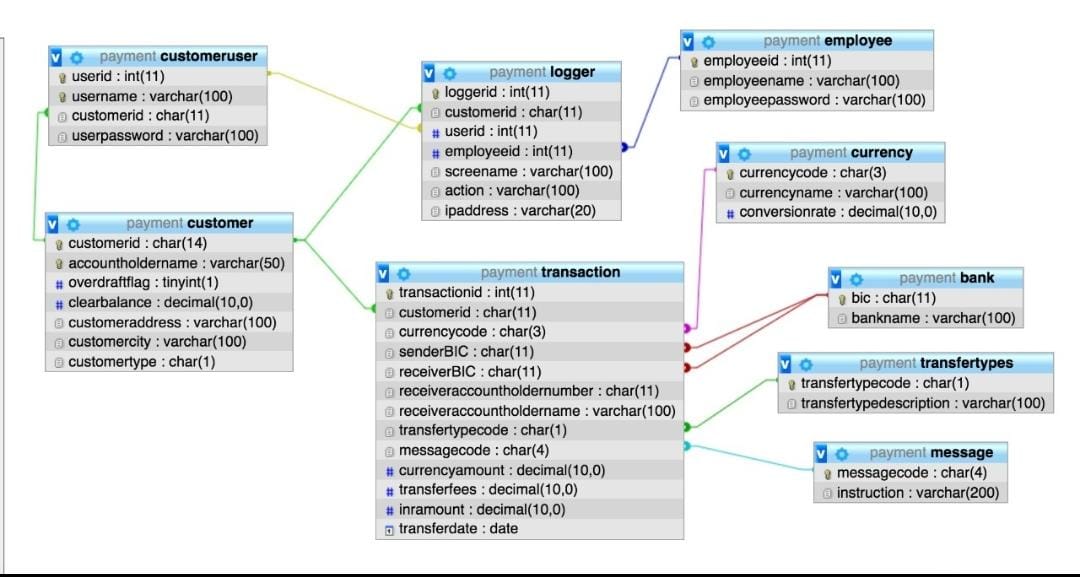 payment customeruser
userid : int(11)
username : varchar(100)
customerid : char(11)
userpassword : varchar(100)
payment logger
loggerid : int(11)
customerid : char(11)
userid : int(11)
employeeid : int(11)
screename : varchar(100)
action : varchar(100)
ipaddress : varchar(20)
payment employee
employeeid : int(11)
employeename : varchar(100)
employeepassword : varchar(100)
payment currency
currencycode : char(3)
currencyname : varchar(100)
conversionrate : decimal(10,0)
payment customer
customerid : char(14)
accountholdername : varchar(50)
overdraftflag : tinyint(1)
clearbalance : decimal(10,0)
customeraddress : varchar(100)
customercity : varchar(100)
customertype : char(1)
payment transaction
transactionid : int(11)
customerid : char(11)
currencycode : char(3)
senderBIC : char(11)
receiverBIC : char(11)
receiveraccountholdernumber : char(11)
receiveraccountholdername : varchar(100)
transfertypecode : char(1)
messagecode : char(4)
currencyamount : decimal(10,0)
transferfees : decimal(10,0)
inramount : decimal(10,0)
transferdate : date
payment bank
bic : char(11)
bankname : varchar(100)
payment transfertypes
transfertypecode : char(1)
transfertypedescription : varchar(100)
payment message
messagecode : char(4)
instruction : varchar(200)